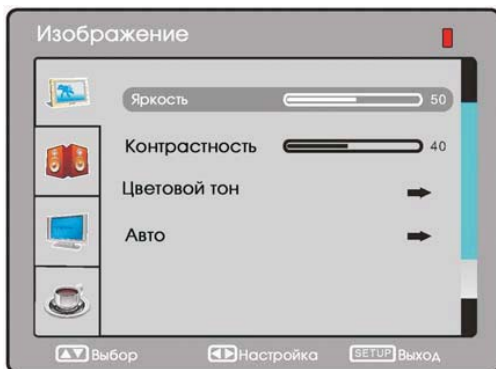 Изображение
Яркость 50
Контрастность 40
Цветовой тон
Авто
Выбор Настройка SETUP Выход